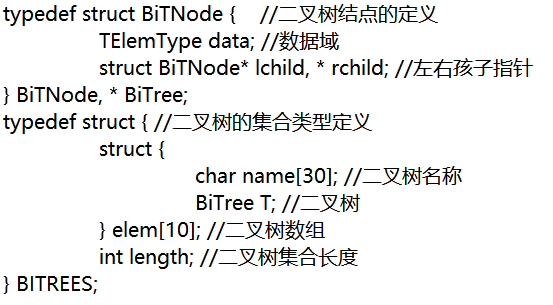 typedef struct BiTNode {    //二叉树结点的定义
        TElemType data; //数据域
        struct BiTNode* lchild, * rchild; //左右孩子指针
} BiTNode, * BiTree;
typedef struct { //二叉树的集合类型定义
        struct {
                char name[30]; //二叉树名称
                BiTree T; //二叉树
        } elem[10]; //二叉树数组
        int length; //二叉树集合长度
} BITREES;